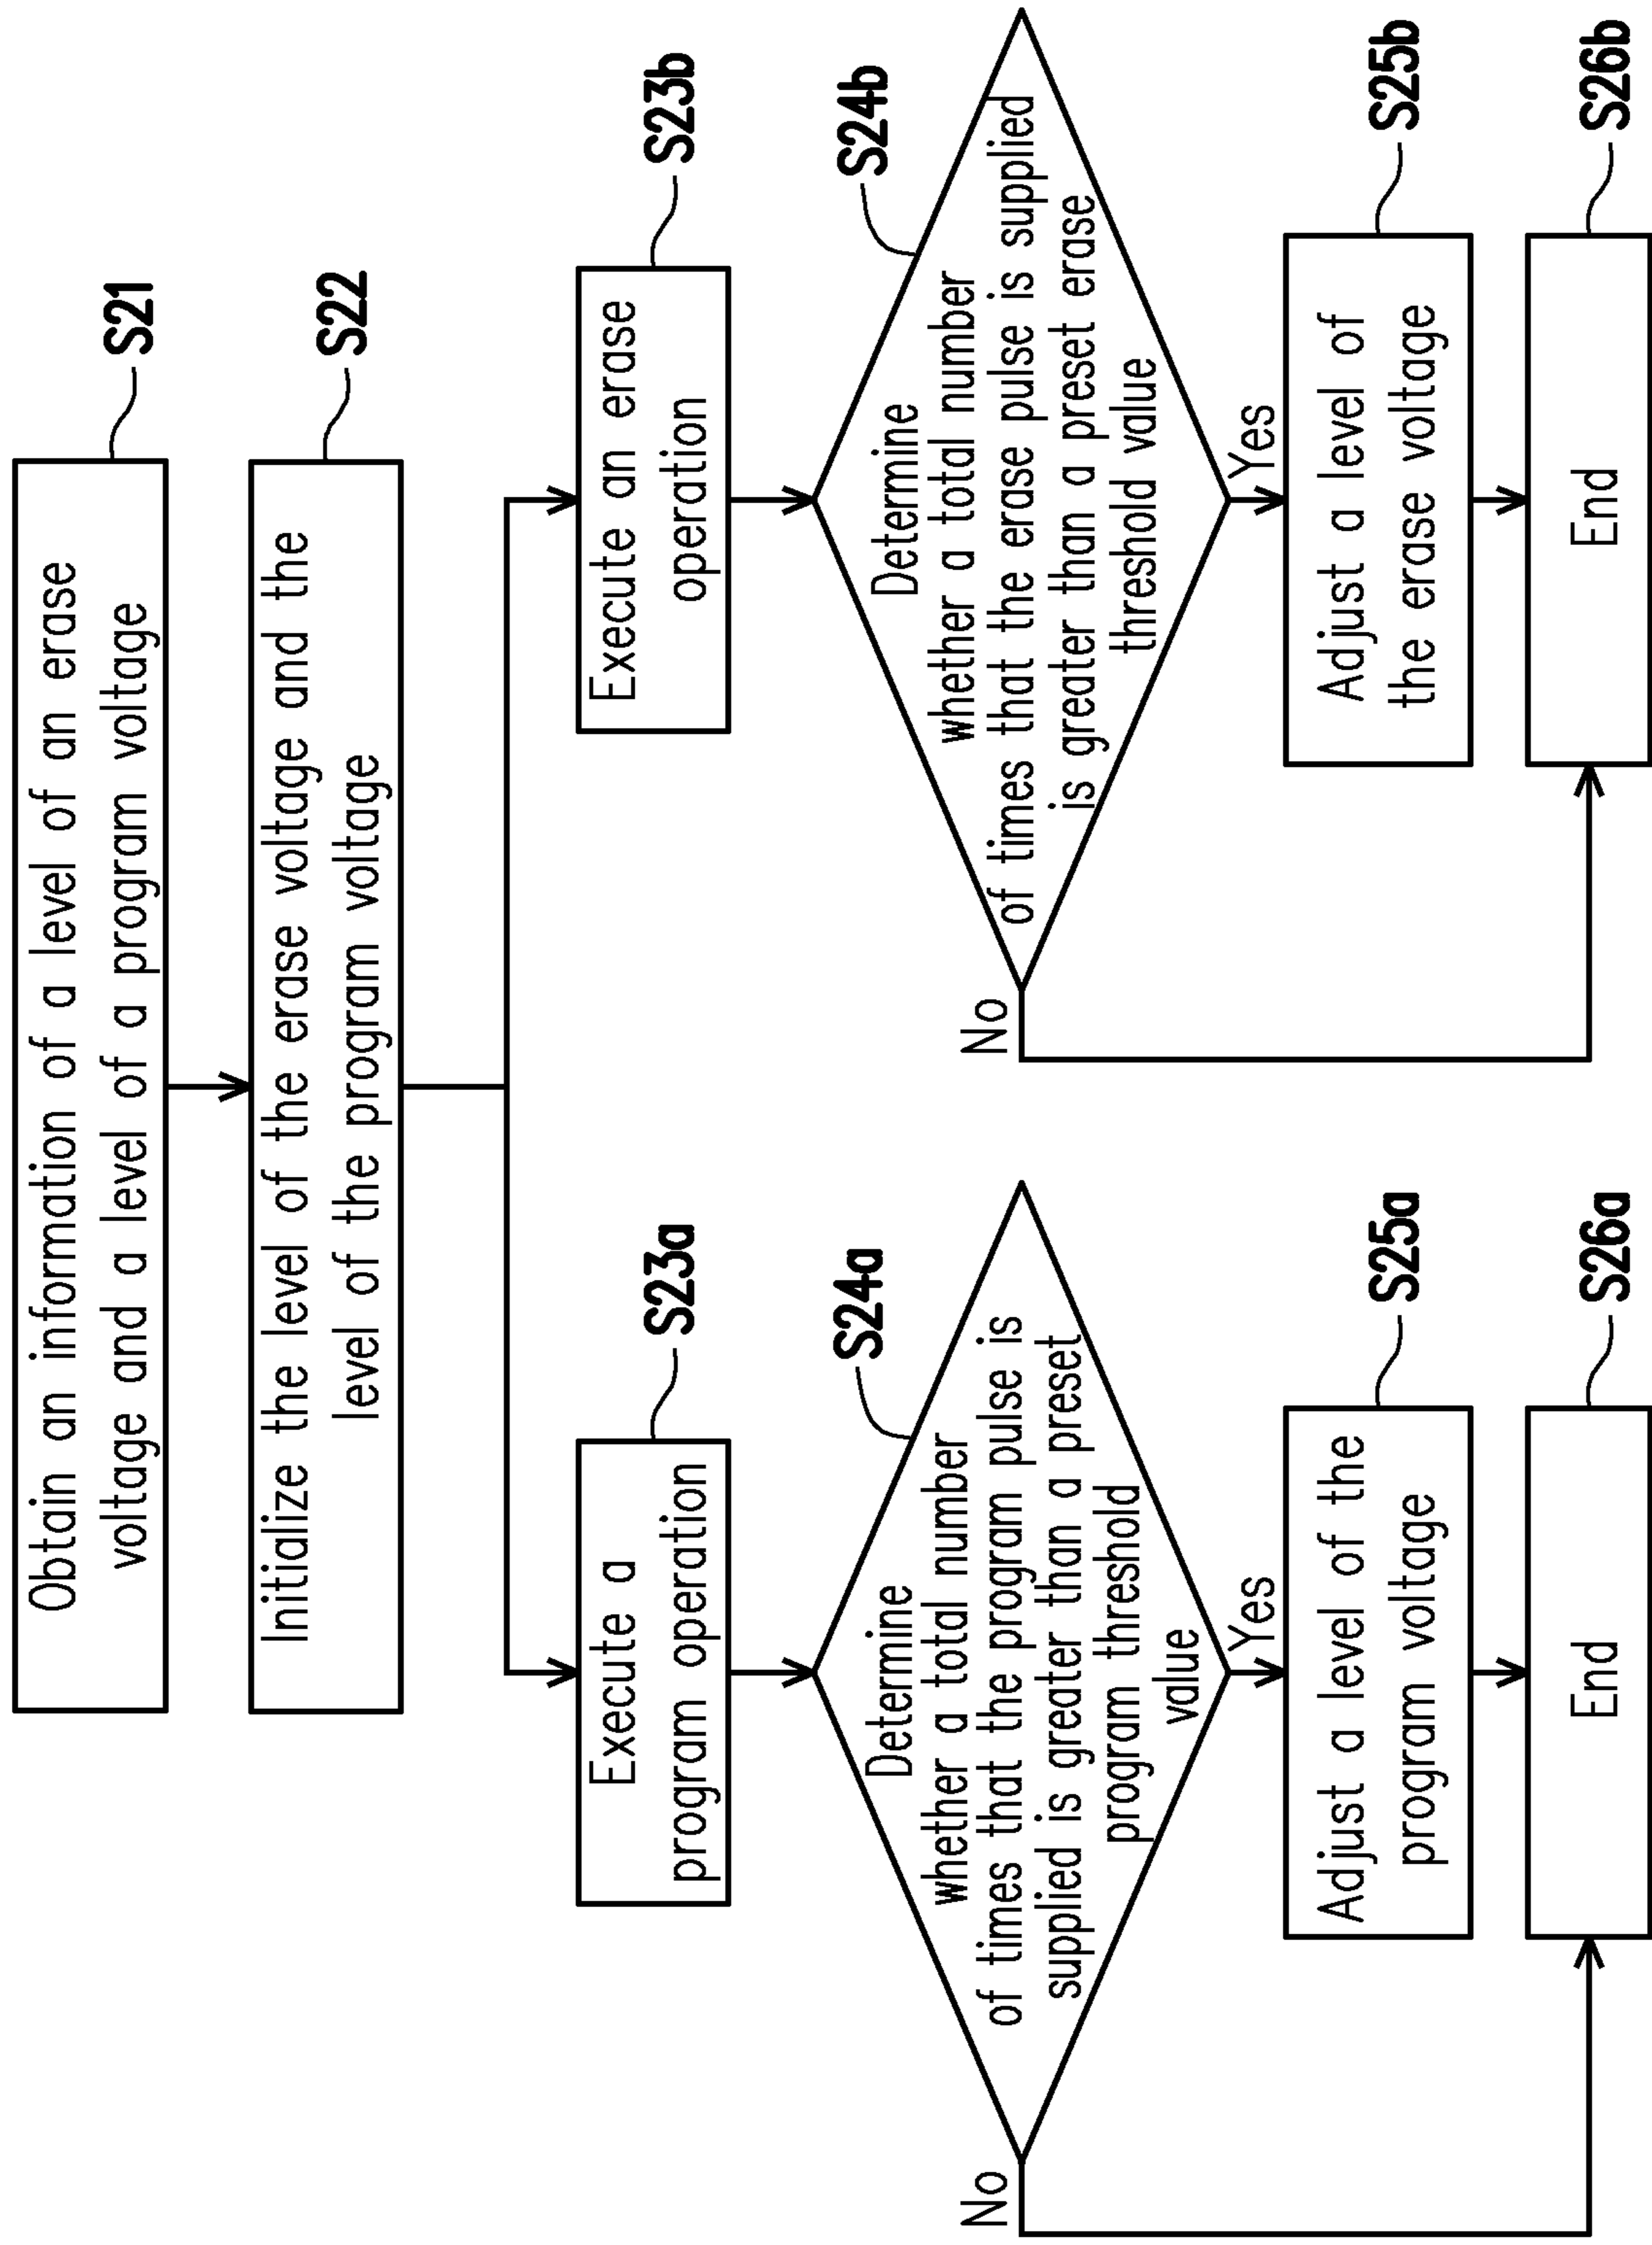 Obtain an information of a level of an erase
voltage and a level of a program voltage
S21
Initialize the level of the erase voltage and the
level of the program voltage
S22
Execute a
program operation
S23a
Determine
whether a total number
of times that the program pulse is
supplied is greater than a preset
program threshold
value
S24a
No
Yes
Adjust a level of the
program voltage
S25a
End
S26a
Execute an erase
operation
S23b
Determine
whether a total number
of times that the erase pulse is supplied
is greater than a preset erase
threshold value
S24b
No
Yes
Adjust a level of
the erase voltage
S25b
End
S26b